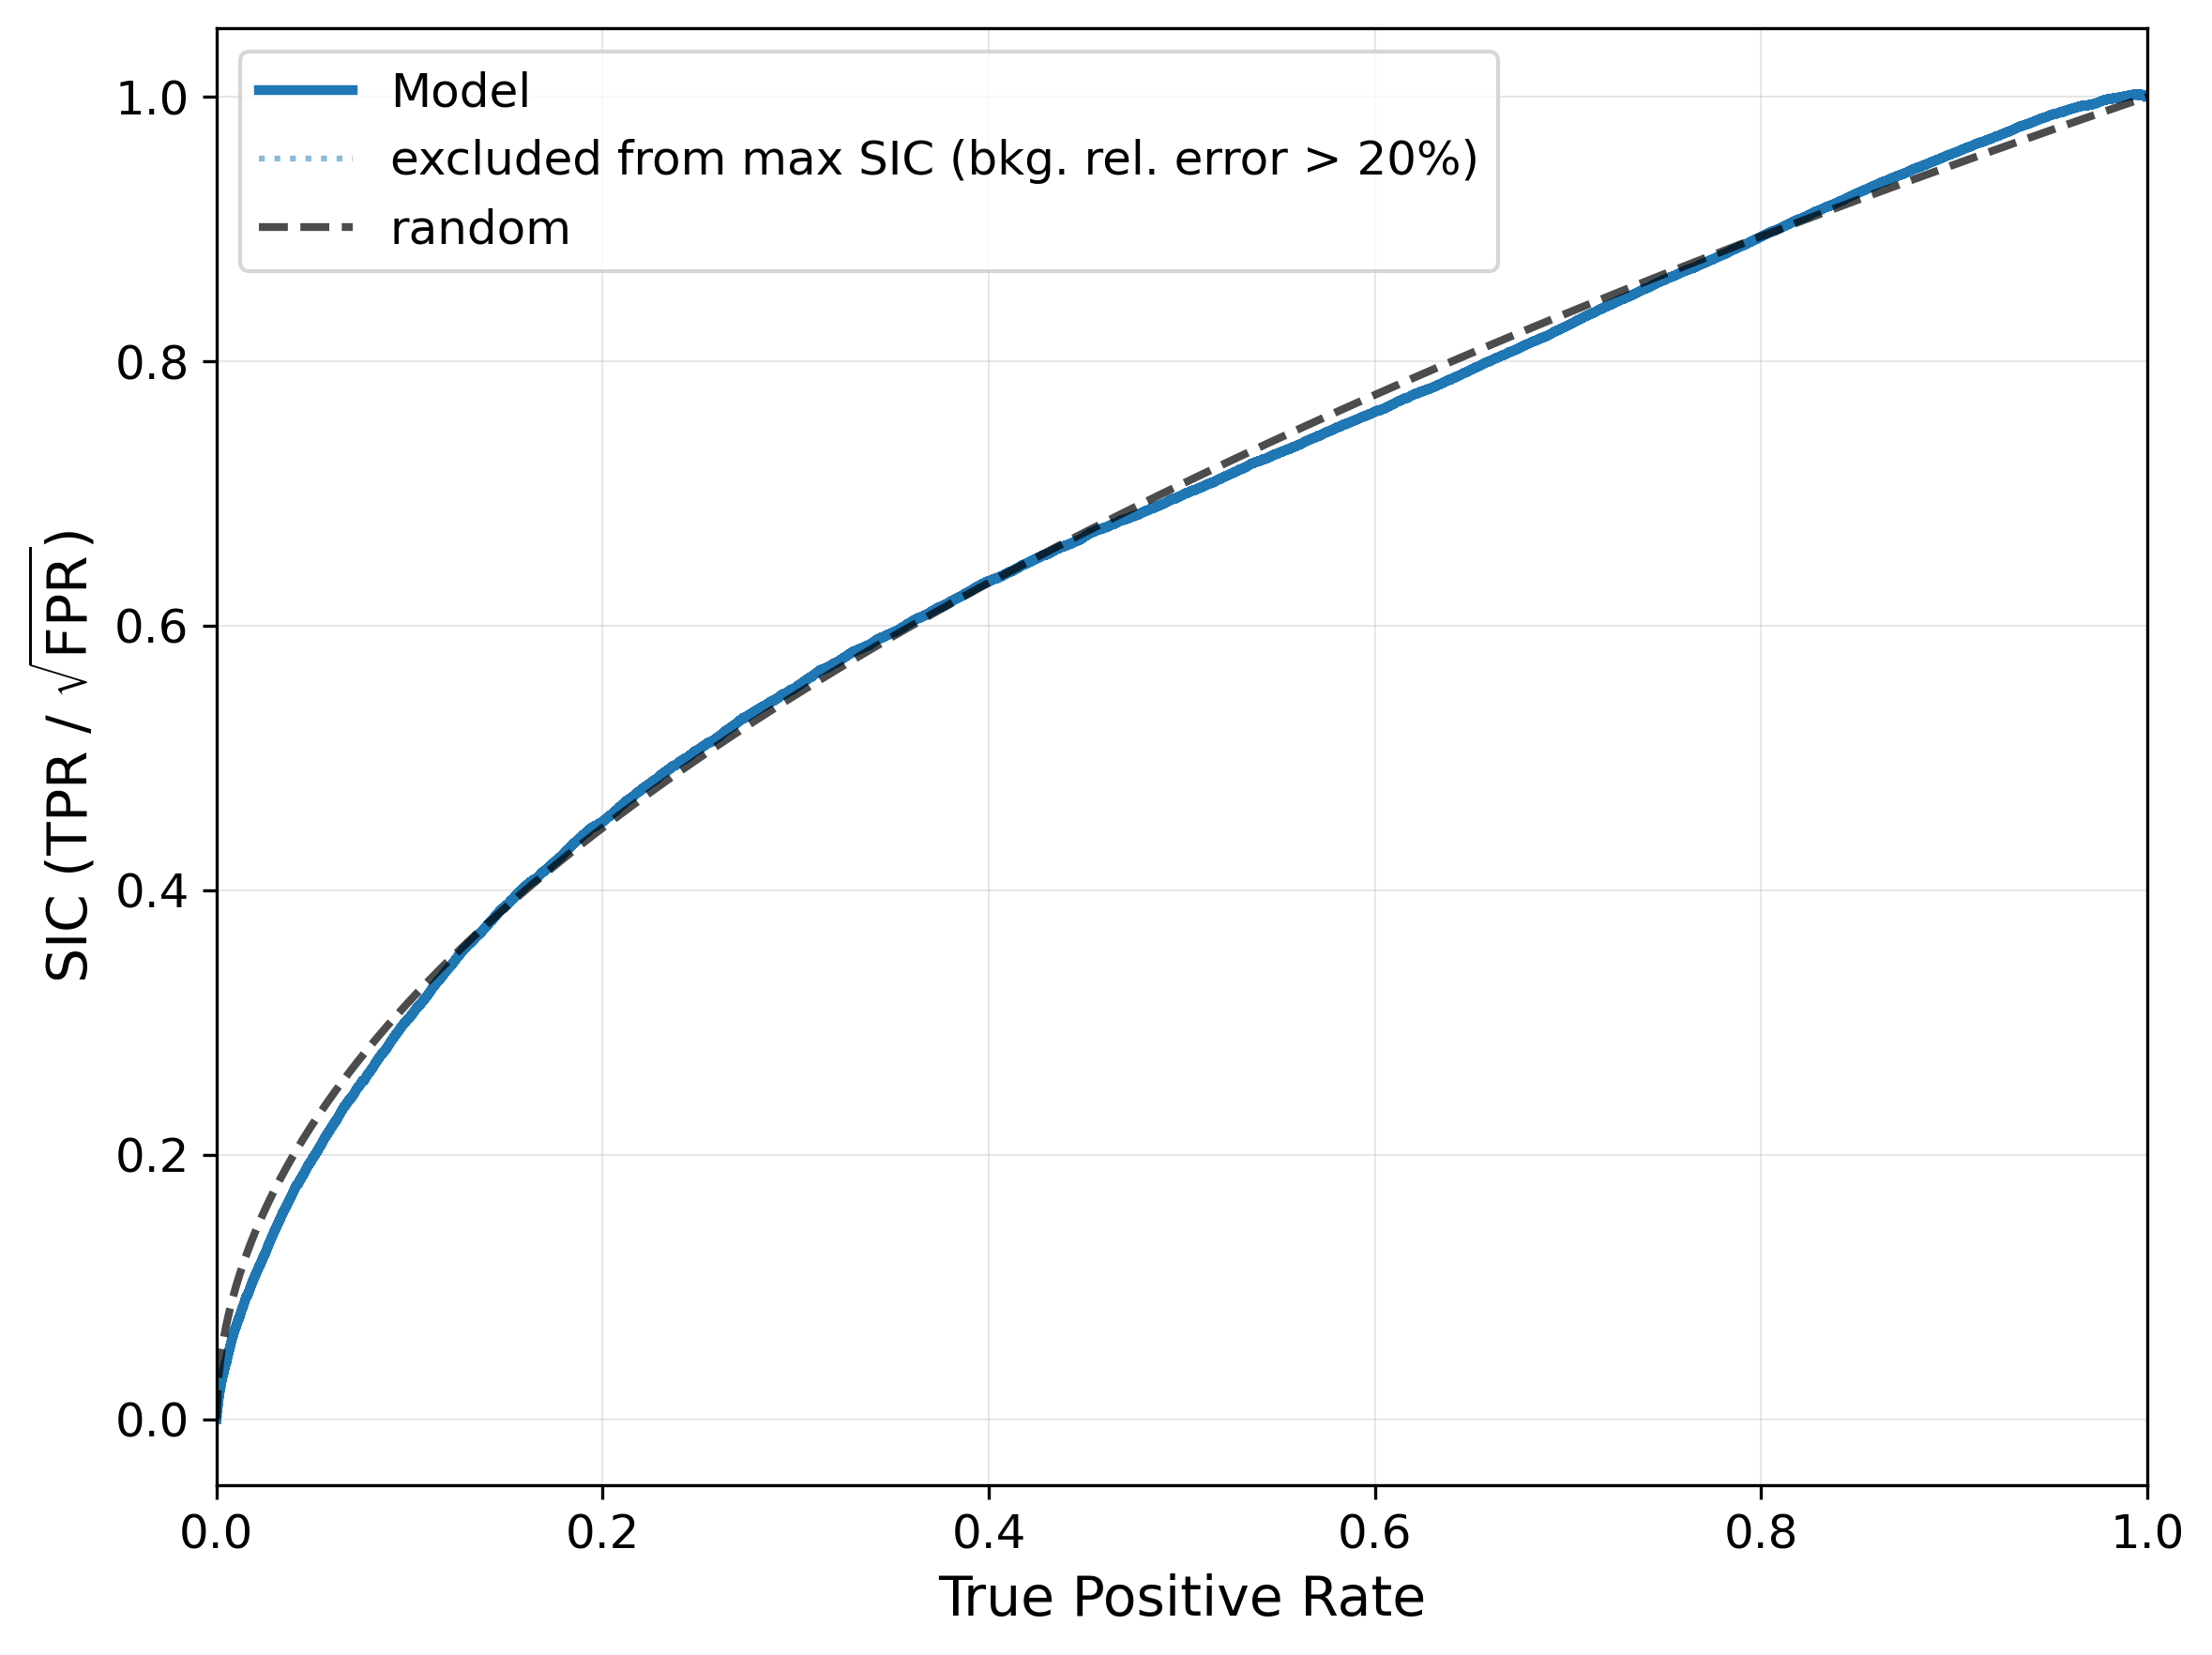 Model
excluded from max SIC (bkg. rel. error > 20%)
random
SIC (TPR / √FPR)
1.0
0.8
0.6
0.4
0.2
0.0
0.0 0.2 0.4 0.6 0.8 1.0
True Positive Rate